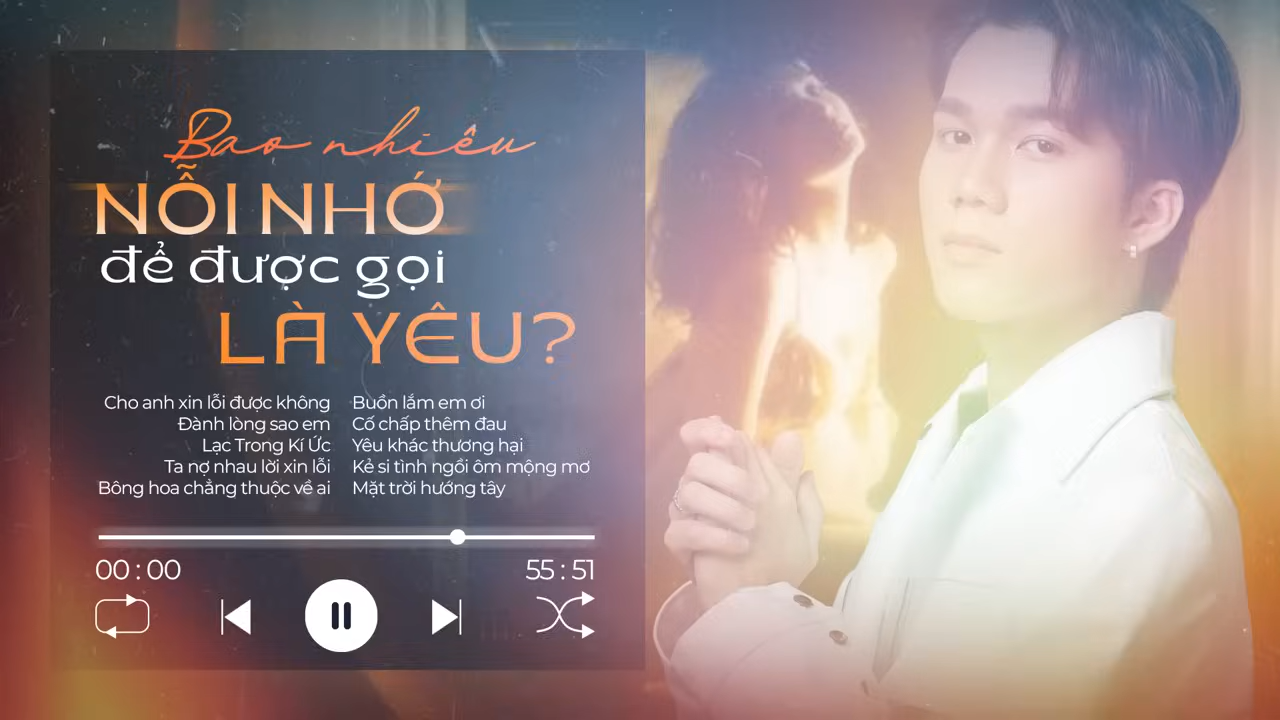 Bao nhiêu
NỖI NHỚ
để được gọi
LÀ YÊU?
Cho anh xin lỗi được không
Đành lòng sao em
Lạc Trong Kí Ức
Ta nợ nhau lời xin lỗi
Bông hoa chẳng thuộc về ai
Buồn lắm em ơi
Cố chấp thêm đau
Yêu khác thương hại
Kẻ si tình ngồi ôm mộng mơ
Mặt trời hướng tây
00 : 00
55 : 51